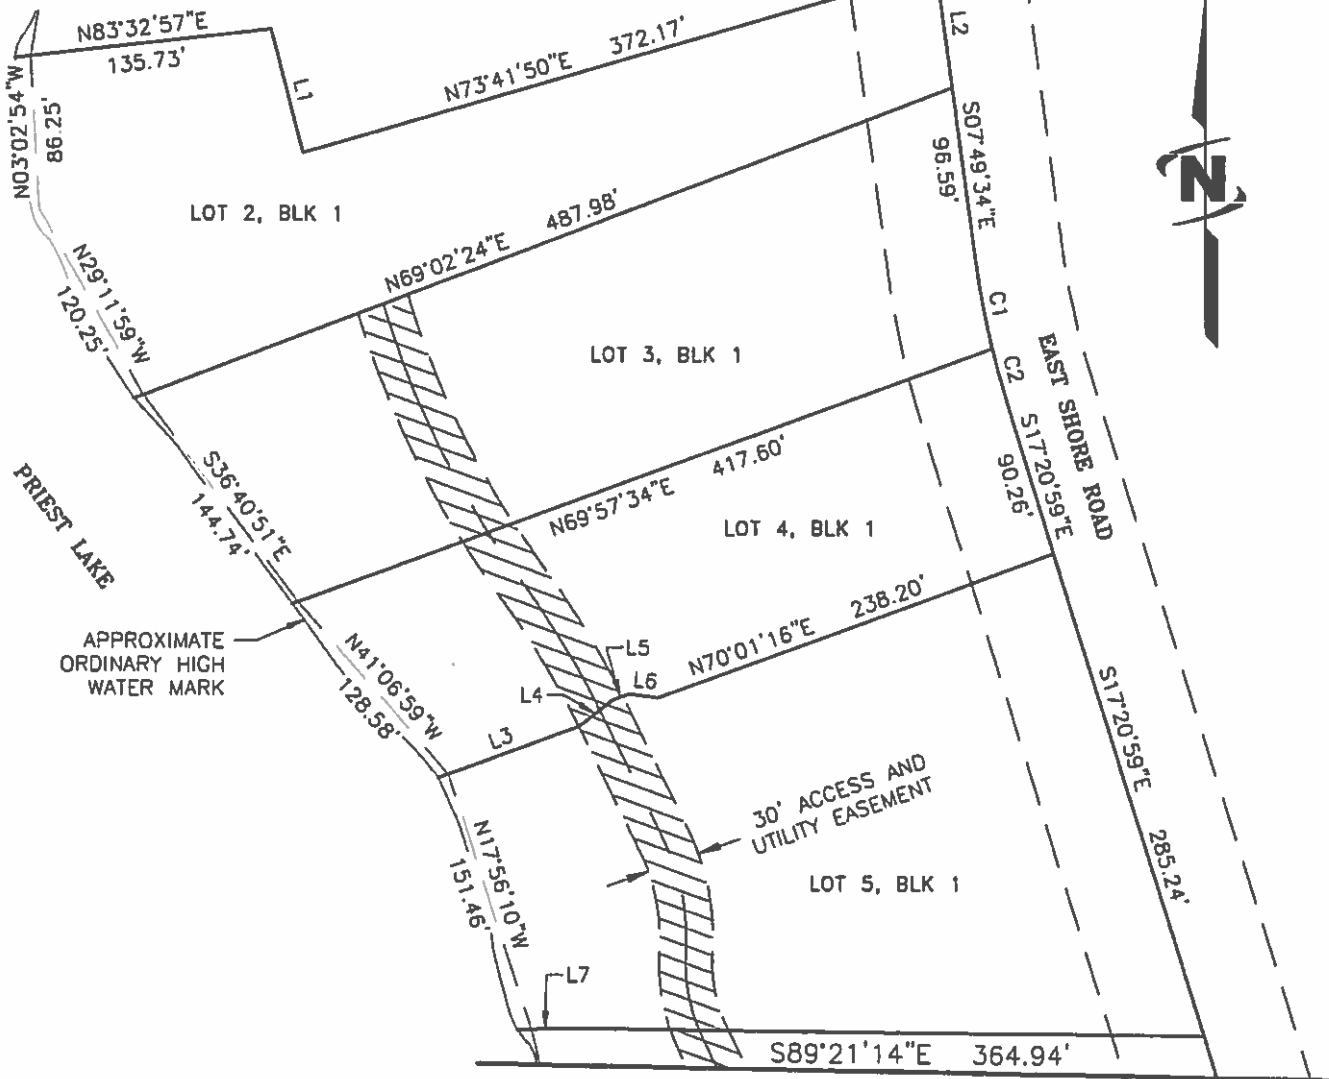 N83°32'57"E
135.73'
L1
N73°41'50"E 372.17'
L2
N03°02'54"W
86.25'
S07°49'34"E
96.59'
N
LOT 2, BLK 1
N69°02'24"E 487.98'
N29°11'59"W
120.25'
C1
LOT 3, BLK 1
EAST SHORE ROAD
C2
S17°20'59"E
90.26'
N69°57'34"E 417.60'
S36°40'51"E
144.74'
PRIEST LAKE
LOT 4, BLK 1
APPROXIMATE
ORDINARY HIGH
WATER MARK
N41°06'59"W
128.58'
L5
L6
L4
N70°01'16"E 238.20'
L3
S17°20'59"E 285.24'
30' ACCESS AND
UTILITY EASEMENT
N17°56'10"W
151.46'
LOT 5, BLK 1
L7
S89°21'14"E 364.94'